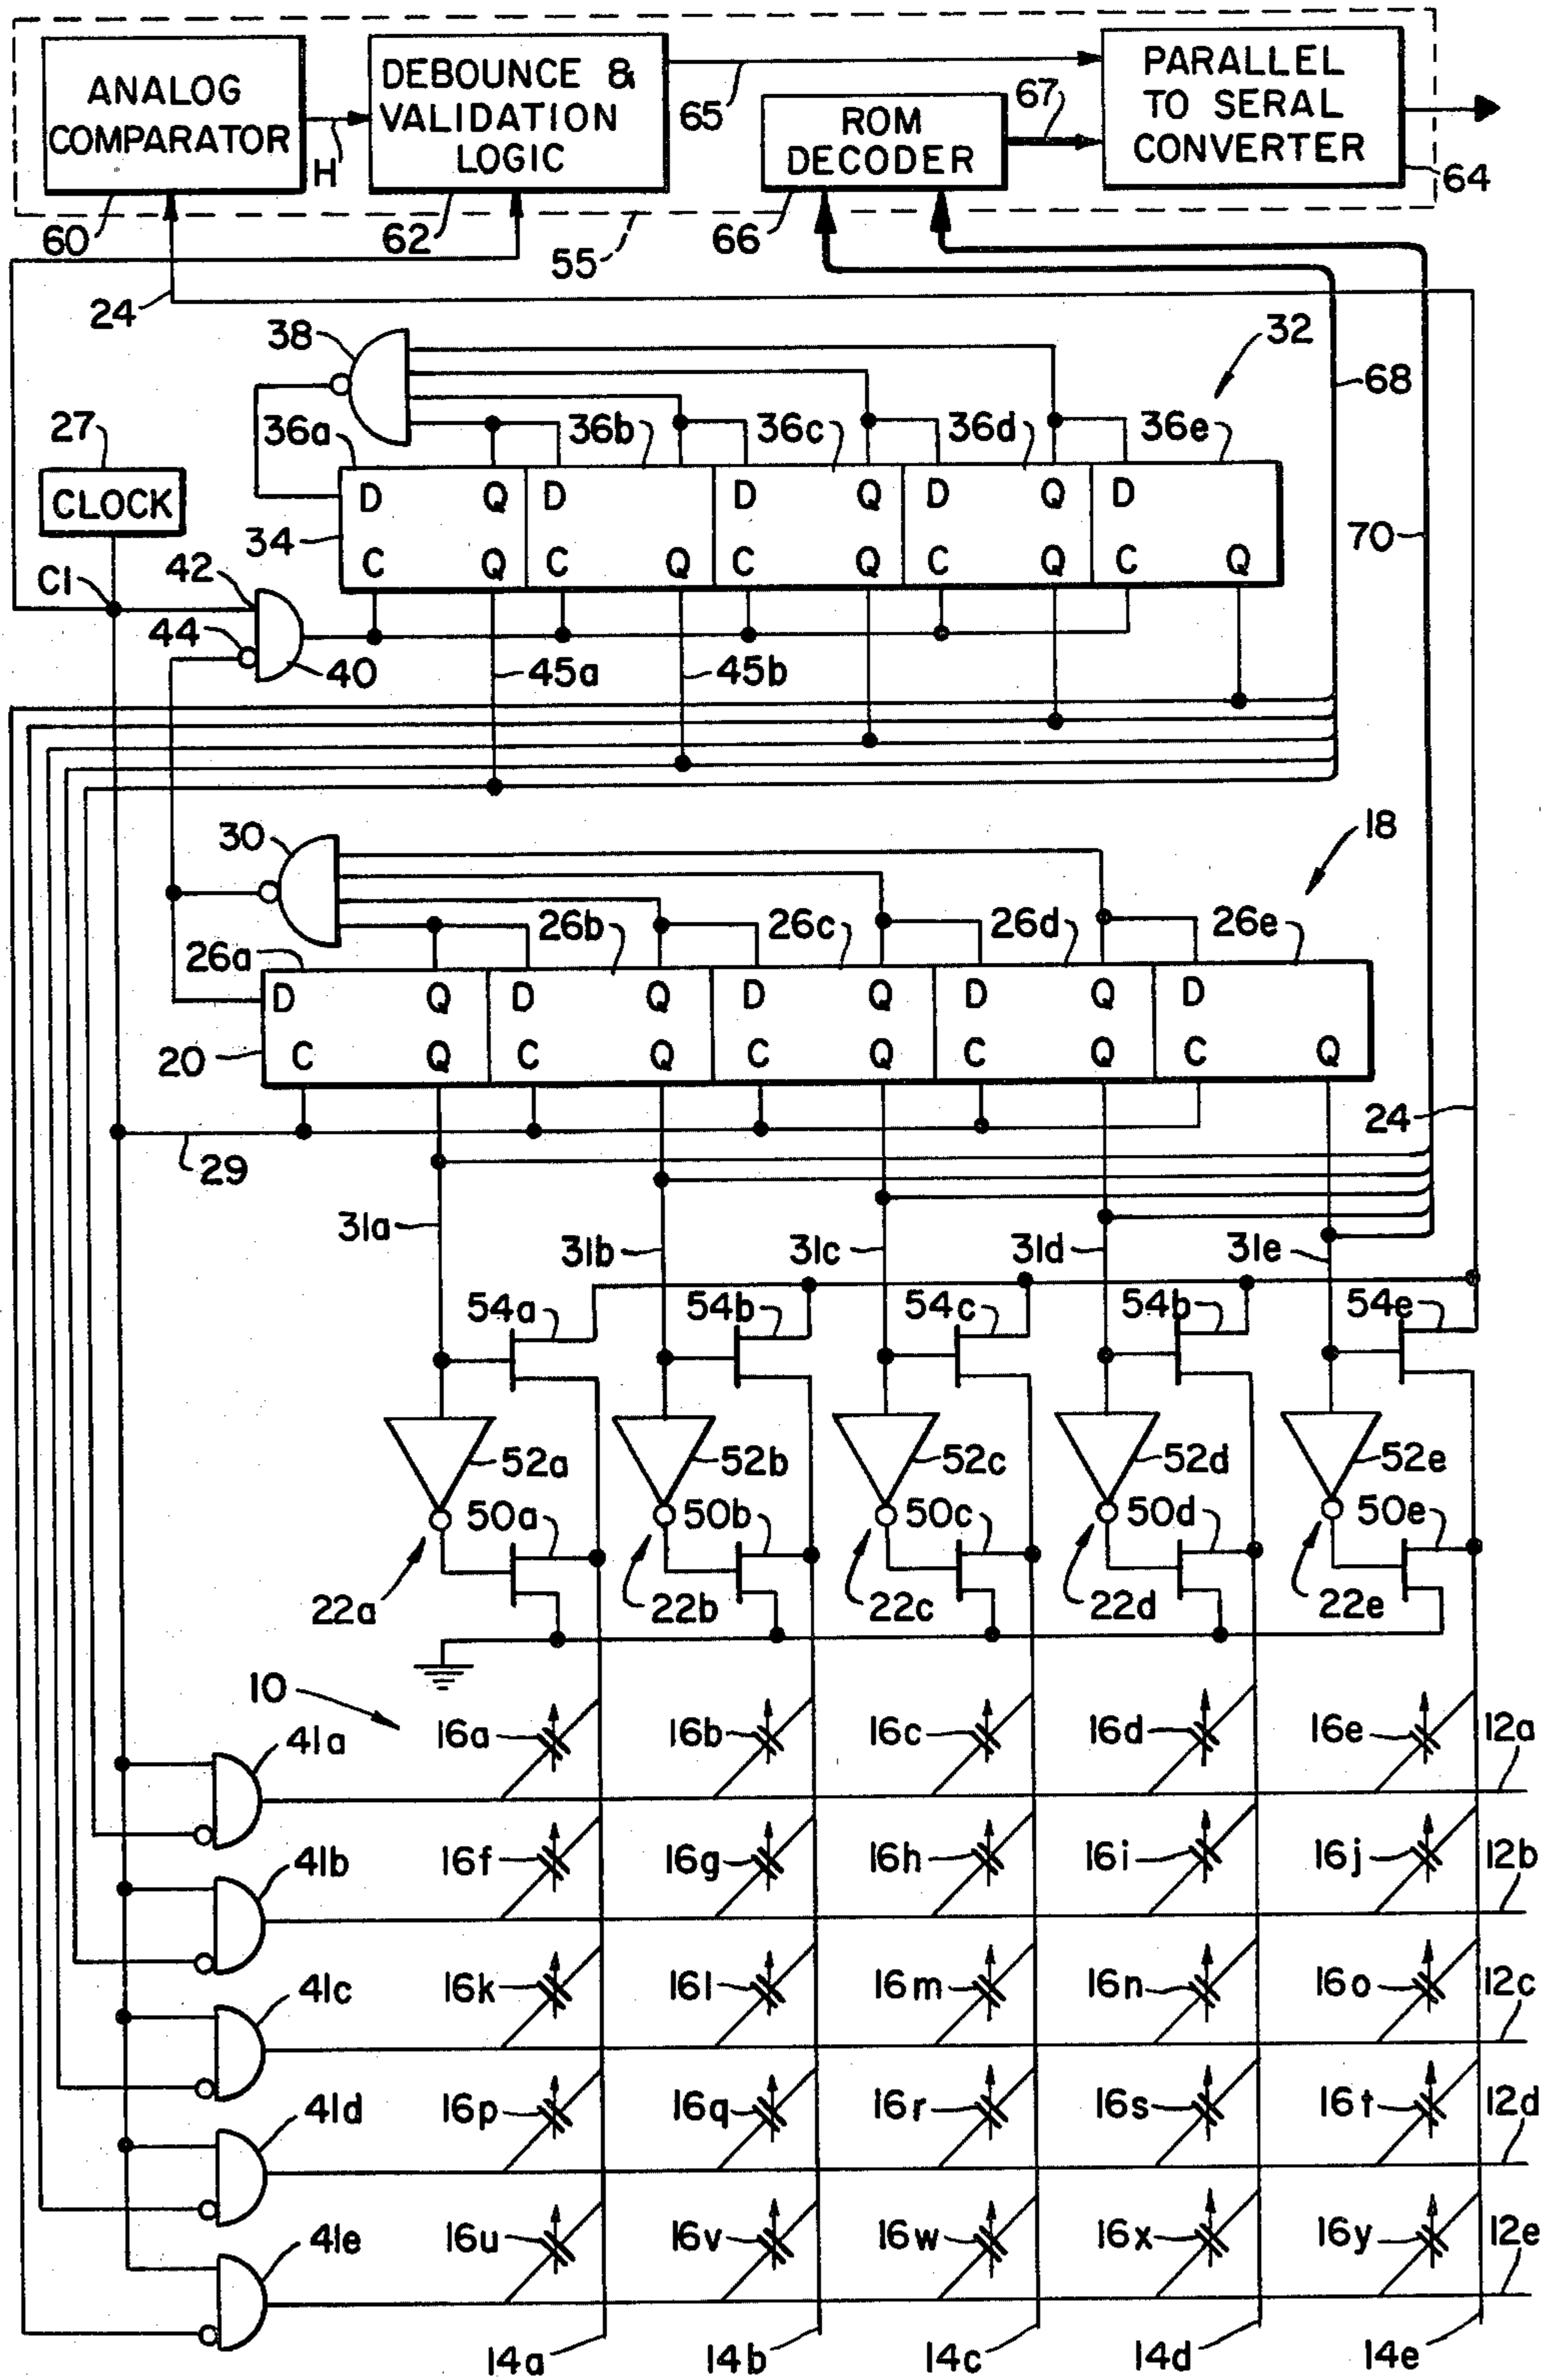 ANALOG
COMPARATOR
H
DEBOUNCE &
VALIDATION
LOGIC
65
ROM
DECODER
67
PARALLEL
TO SERAL
CONVERTER
64
60
62
55
66
24
38
32
68
27
36a
36b
36c
36d
36e
CLOCK
D Q D D Q D Q D
34
70
C Q C Q C Q C Q C Q
C1
42
44
40
45a
45b
30
18
26a
26b
26c
26d
26e
D Q D Q D Q D Q D
20
C Q C Q C Q C Q C Q
24
29
31a
31b
31c
31d
31e
54a
54b
54c
54b
54e
52a
52b
52c
52d
52e
50a
50b
50c
50d
50e
22a
22b
22c
22d
22e
10
41a
16a
16b
16c
16d
16e
12a
41b
16f
16g
16h
16i
16j
12b
41c
16k
16l
16m
16n
16o
12c
41d
16p
16q
16r
16s
16t
12d
41e
16u
16v
16w
16x
16y
12e
14a
14b
14c
14d
14e